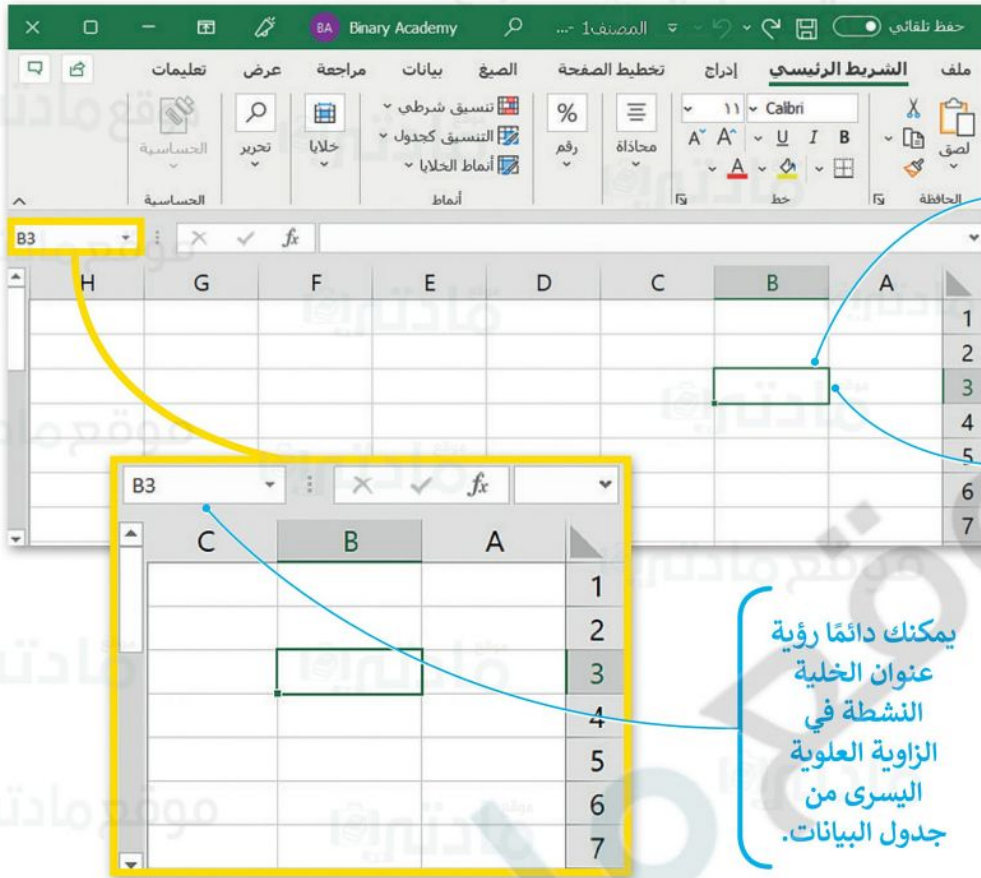 حفظ تلقائي المصنف1 -... Binary Academy BA
ملف الشريط الرئيسي إدراج تخطيط الصفحة الصيغ بيانات مراجعة عرض تعليمات
لصق
الحافظة
Calibri ١١
B I U A^ A˅
A
خط
محاذاة
%
رقم
تنسيق شرطي
التنسيق كجدول
أنماط الخلايا
أنماط
خلايا
تحرير
الحساسية
الحساسية
B3 fx
A B C D E F G H
1
2
3
4
5
6
7
B3 fx
A B C
1
2
3
4
5
6
7
يمكنك دائمًا رؤية
عنوان الخلية
النشطة في
الزاوية العلوية
اليسرى من
جدول البيانات.
موقع مادتي